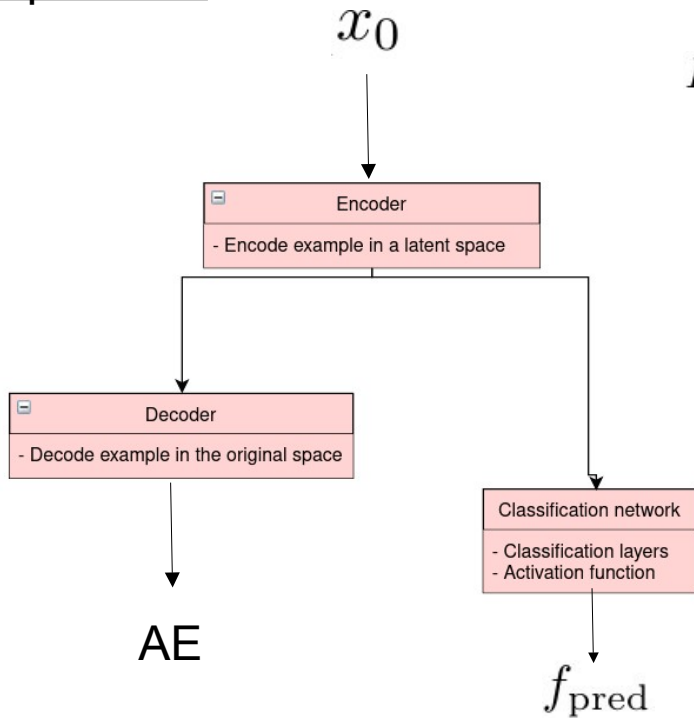 x₀
Encoder
- Encode example in a latent space
Decoder
- Decode example in the original space
Classification network
- Classification layers
- Activation function
AE
f_pred